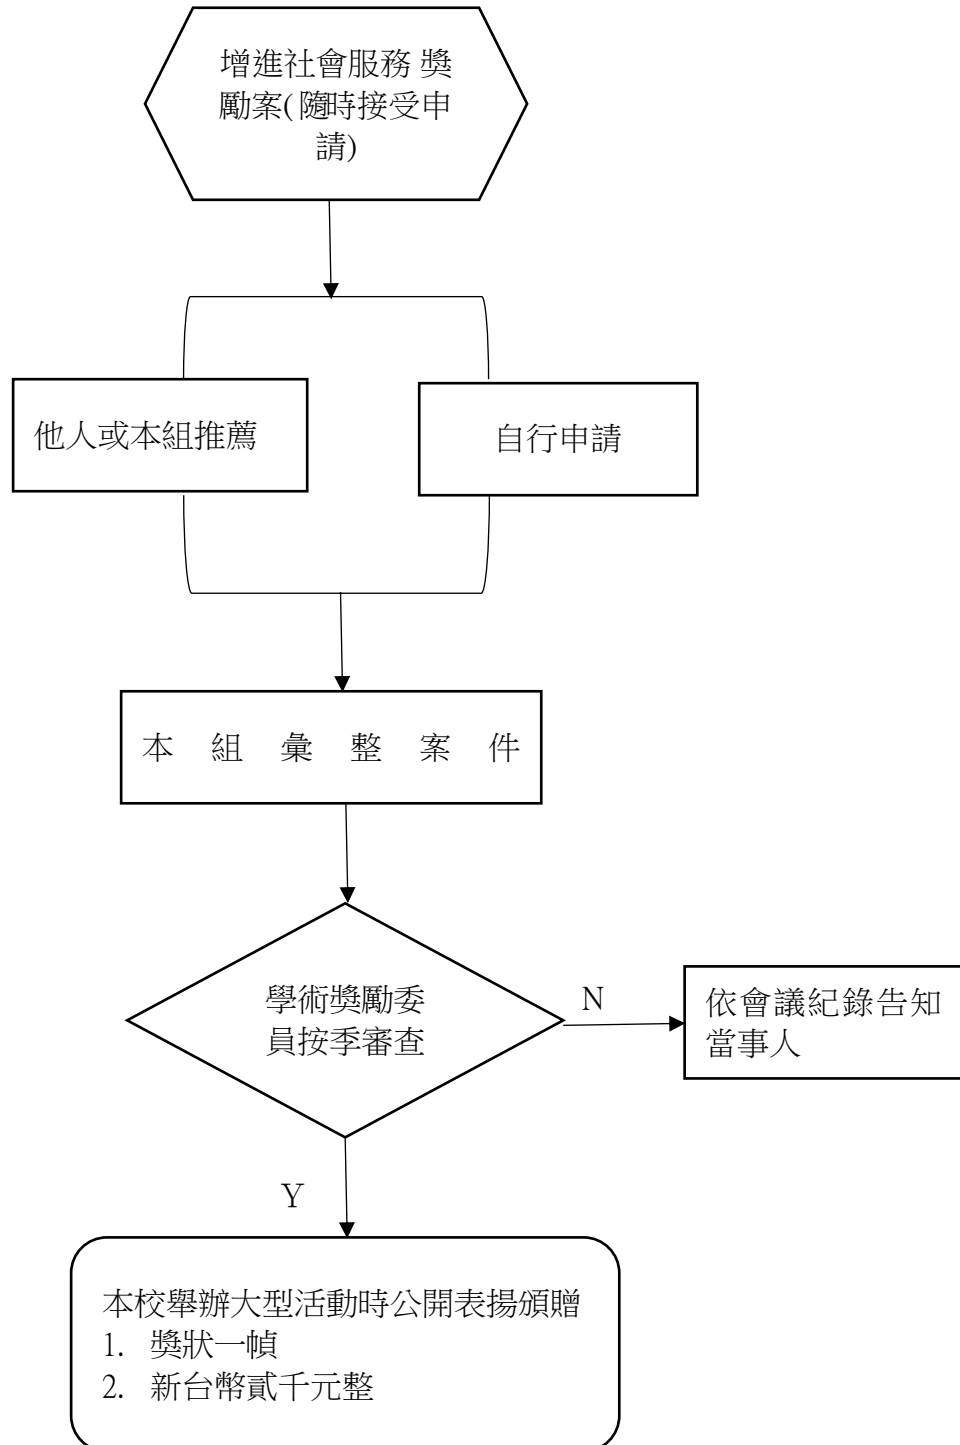 增進社會服務 獎
勵案(隨時接受申
請)
他人或本組推薦
自行申請
本組彙整案件
學術獎勵委
員按季審查
N
依會議紀錄告知
當事人
Y
本校舉辦大型活動時公開表揚頒贈
1. 獎狀一幀
2. 新台幣貳千元整